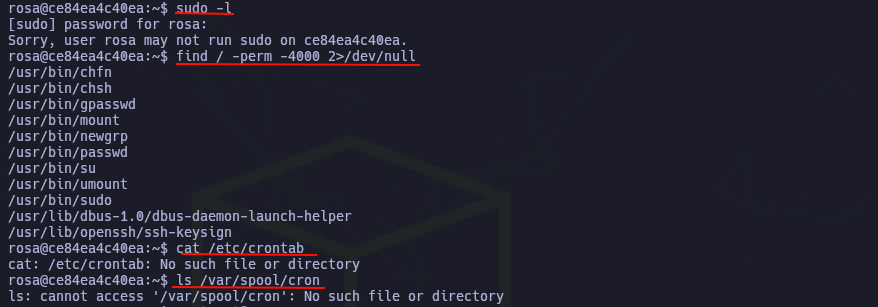 rosa@ce84ea4c40ea:~$ sudo -l
[sudo] password for rosa:
Sorry, user rosa may not run sudo on ce84ea4c40ea.
rosa@ce84ea4c40ea:~$ find / -perm -4000 2>/dev/null
/usr/bin/chfn
/usr/bin/chsh
/usr/bin/gpasswd
/usr/bin/mount
/usr/bin/newgrp
/usr/bin/passwd
/usr/bin/su
/usr/bin/umount
/usr/bin/sudo
/usr/lib/dbus-1.0/dbus-daemon-launch-helper
/usr/lib/openssh/ssh-keysign
rosa@ce84ea4c40ea:~$ cat /etc/crontab
cat: /etc/crontab: No such file or directory
rosa@ce84ea4c40ea:~$ ls /var/spool/cron
ls: cannot access '/var/spool/cron': No such file or directory